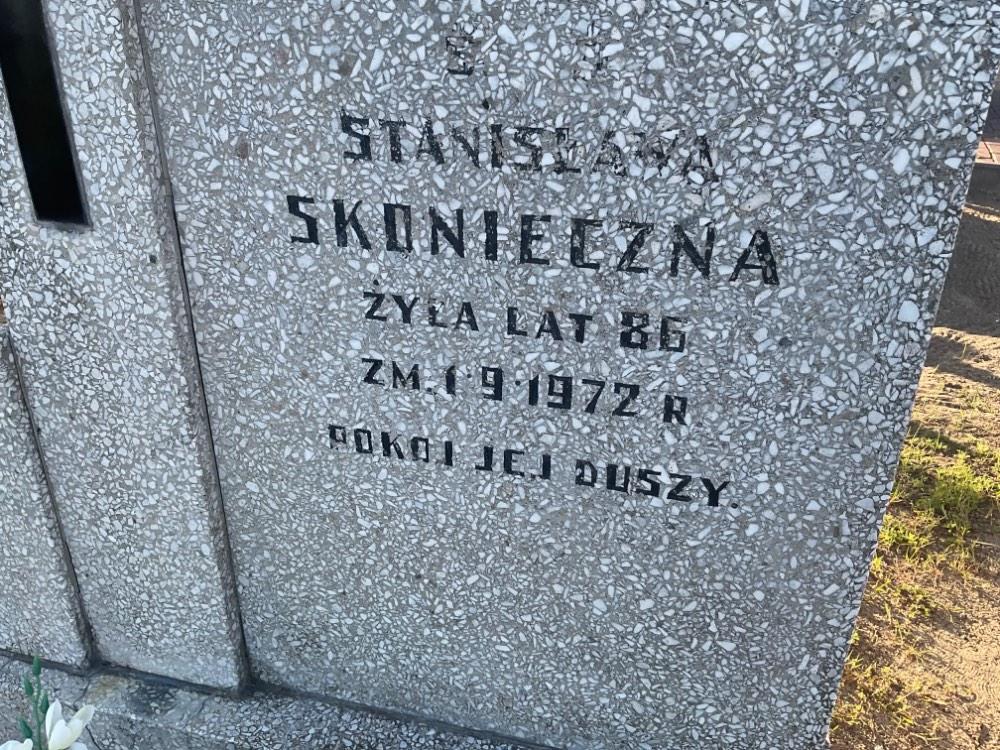 Ś. P.
STANISŁAWA
SKONIECZNA
ŻYŁA LAT 86
ZM. 1·9·1972 R
POKOJ JEJ DUSZY.